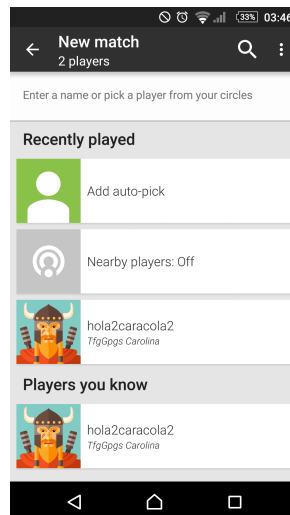 33% 03:46
New match
2 players
Enter a name or pick a player from your circles
Recently played
Add auto-pick
Nearby players: Off
hola2caracola2
TfgGpgs Carolina
Players you know
hola2caracola2
TfgGpgs Carolina